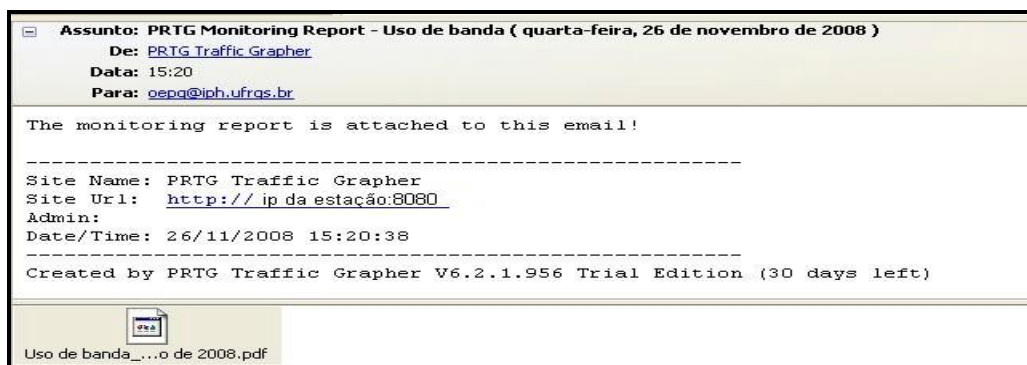 Assunto: PRTG Monitoring Report - Uso de banda ( quarta-feira, 26 de novembro de 2008 )
De: PRTG Traffic Grapher
Data: 15:20
Para: oepq@iph.ufrgs.br
The monitoring report is attached to this email!
-------------------------------------------------------
Site Name: PRTG Traffic Grapher
Site Url: http:// ip da estação:8080
Admin:
Date/Time: 26/11/2008 15:20:38
-------------------------------------------------------
Created by PRTG Traffic Grapher V6.2.1.956 Trial Edition (30 days left)
Uso de banda_...o de 2008.pdf